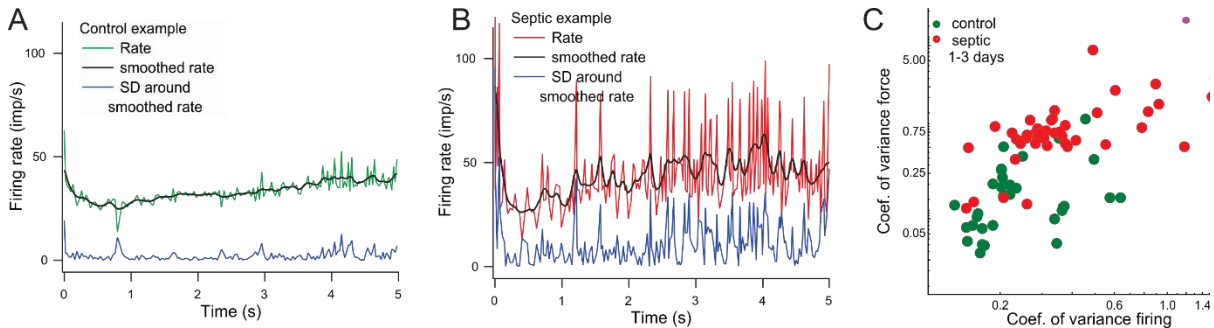 A
Control example
Rate
smoothed rate
SD around
smoothed rate
100
50
0
Firing rate (imp/s)
0 1 2 3 4 5
Time (s)
B
Septic example
Rate
smoothed rate
SD around
smoothed rate
100
50
0
Firing rate (imp/s)
0 1 2 3 4 5
Time (s)
C
control
septic
1-3 days
5.00
0.75
0.25
0.05
Coef. of variance force
0.2 0.6 1.0 1.4
Coef. of variance firing